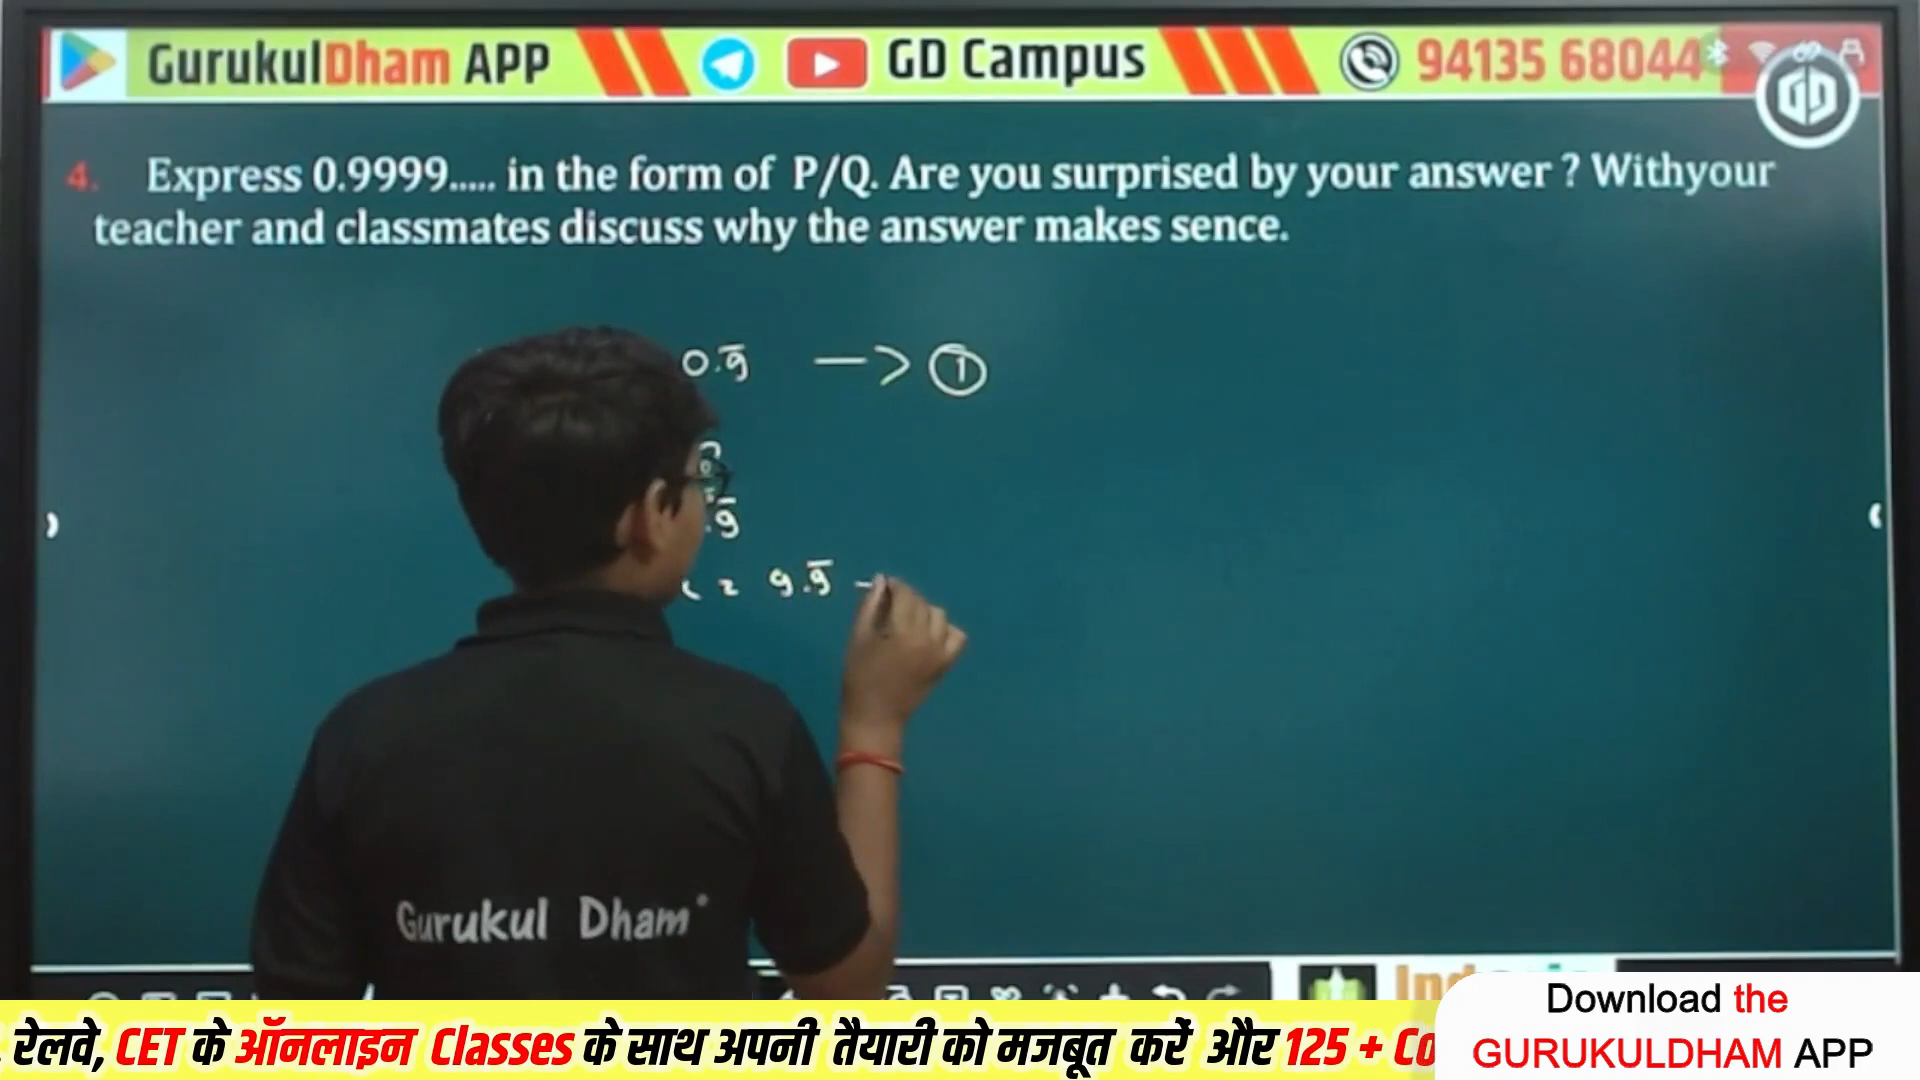 GurukulDham APP GD Campus 94135 68044
4. Express 0.9999..... in the form of P/Q. Are you surprised by your answer ? Withyour
teacher and classmates discuss why the answer makes sence.
0.9̅ —> ①
.9̅
= 9.9̅ -
Gurukul Dham
रेलवे, CET के ऑनलाइन Classes के साथ अपनी तैयारी को मजबूत करें और 125 + Co
Download the
GURUKULDHAM APP